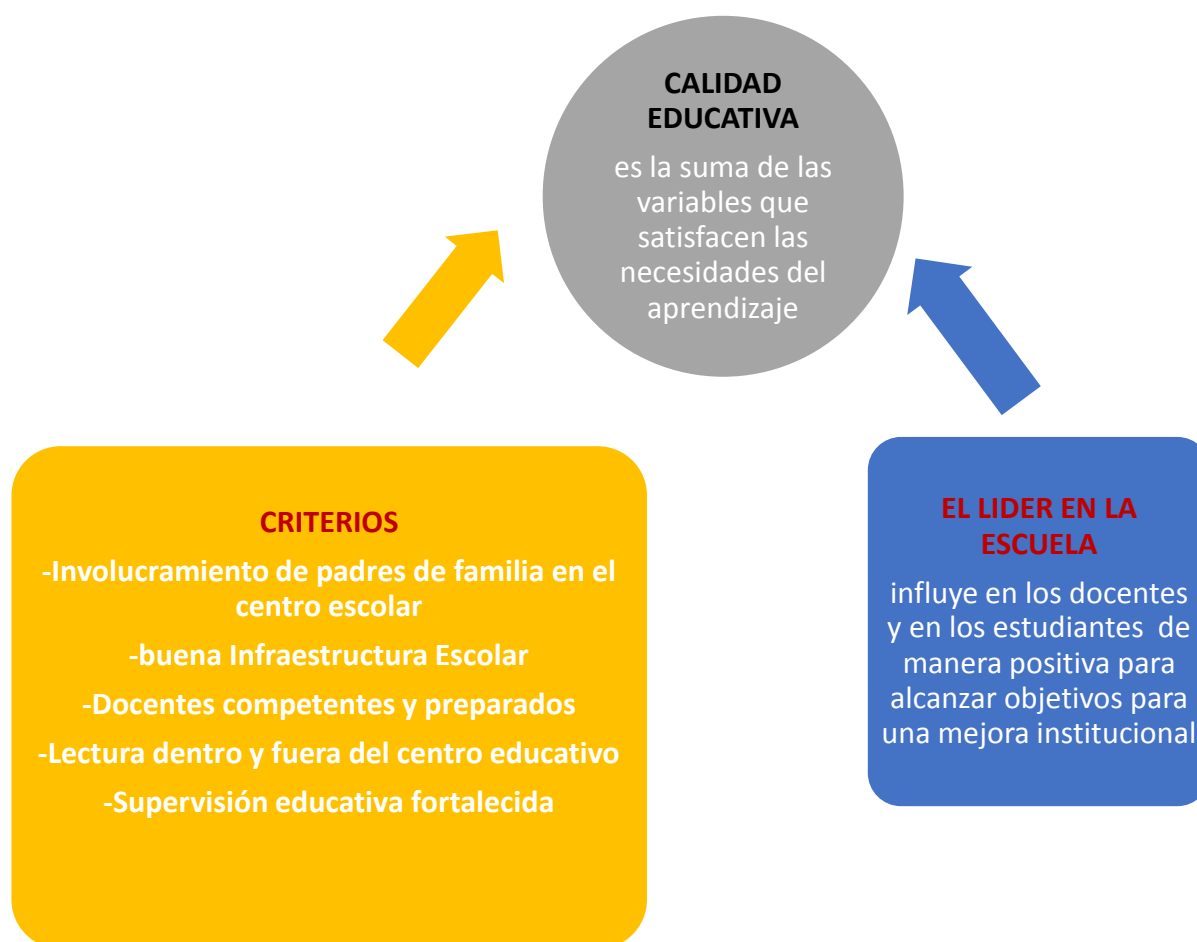 CALIDAD
EDUCATIVA
es la suma de las
variables que
satisfacen las
necesidades del
aprendizaje
CRITERIOS
-Involucramiento de padres de familia en el
centro escolar
-buena Infraestructura Escolar
-Docentes competentes y preparados
-Lectura dentro y fuera del centro educativo
-Supervisión educativa fortalecida
EL LIDER EN LA
ESCUELA
influye en los docentes
y en los estudiantes de
manera positiva para
alcanzar objetivos para
una mejora institucional